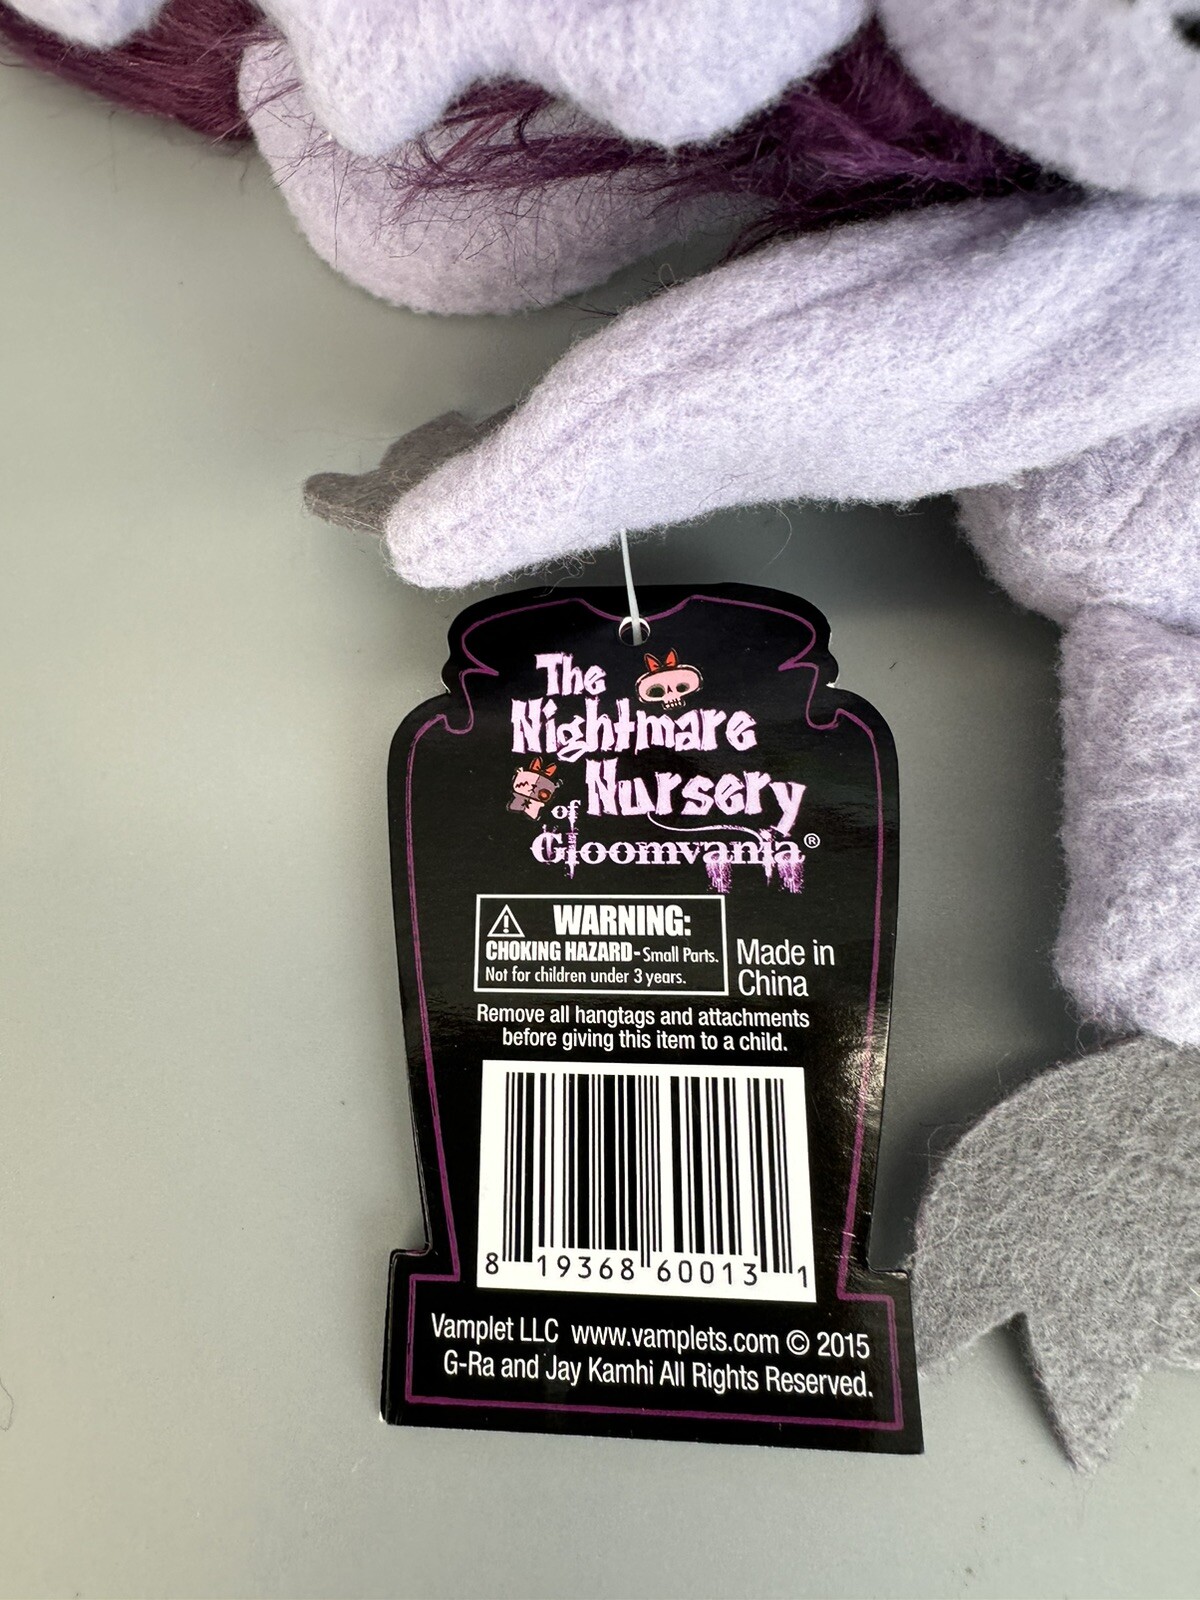 The
Nightmare
Nursery
of
Gloomvania®
WARNING:
CHOKING HAZARD-Small Parts.
Not for children under 3 years.
Made in
China
Remove all hangtags and attachments
before giving this item to a child.
8 19368 60013 1
Vamplet LLC www.vamplets.com © 2015
G-Ra and Jay Kamhi All Rights Reserved.